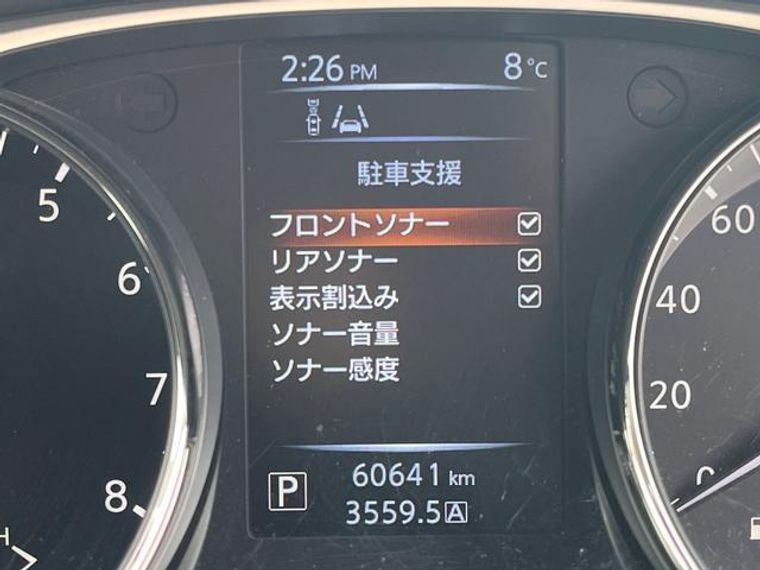 2:26 PM 8℃
駐車支援
フロントソナー
リアソナー
表示割込み
ソナー音量
ソナー感度
P 60641 km
3559.5 A
5
6
7
8
60
40
20
0
H